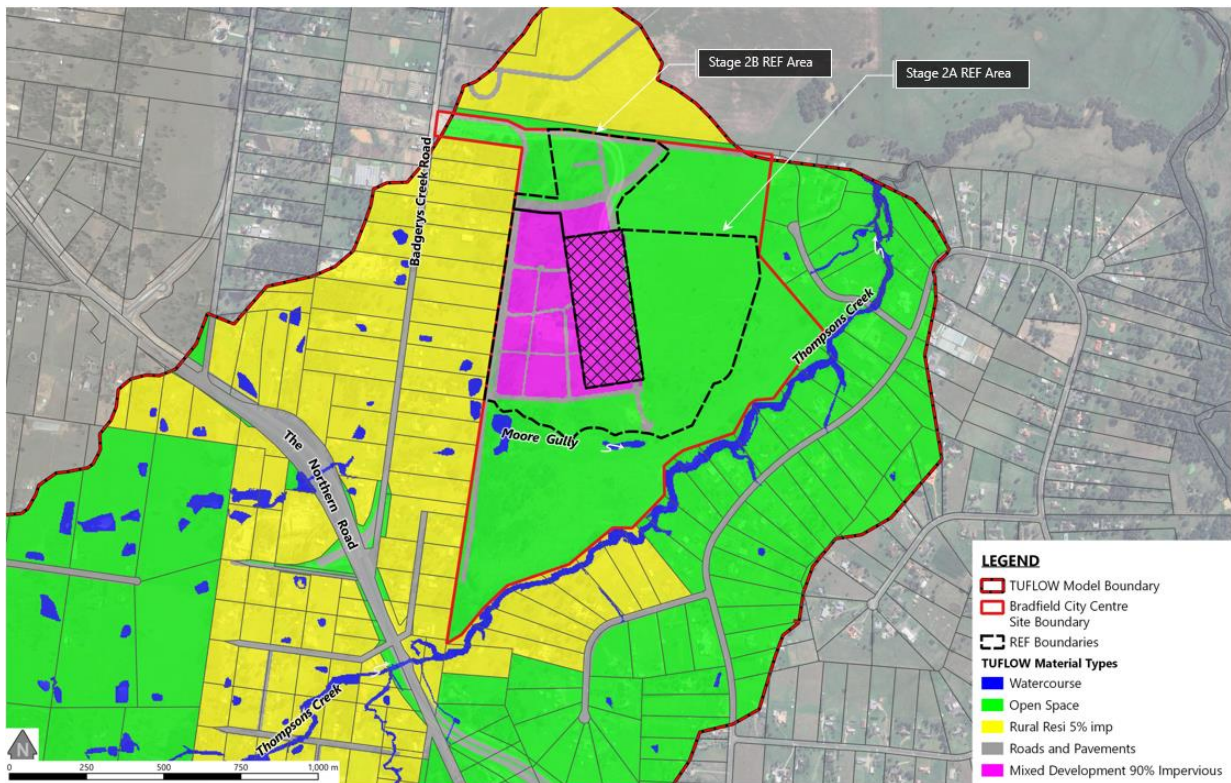 Stage 2B REF Area
Stage 2A REF Area
Badgerys Creek Road
Thompsons Creek
Moore Gully
The Northern Road
Thompsons Creek
N
0 250 500 750 1,000 m
LEGEND
TUFLOW Model Boundary
Bradfield City Centre
Site Boundary
REF Boundaries
TUFLOW Material Types
Watercourse
Open Space
Rural Resi 5% imp
Roads and Pavements
Mixed Development 90% Impervious